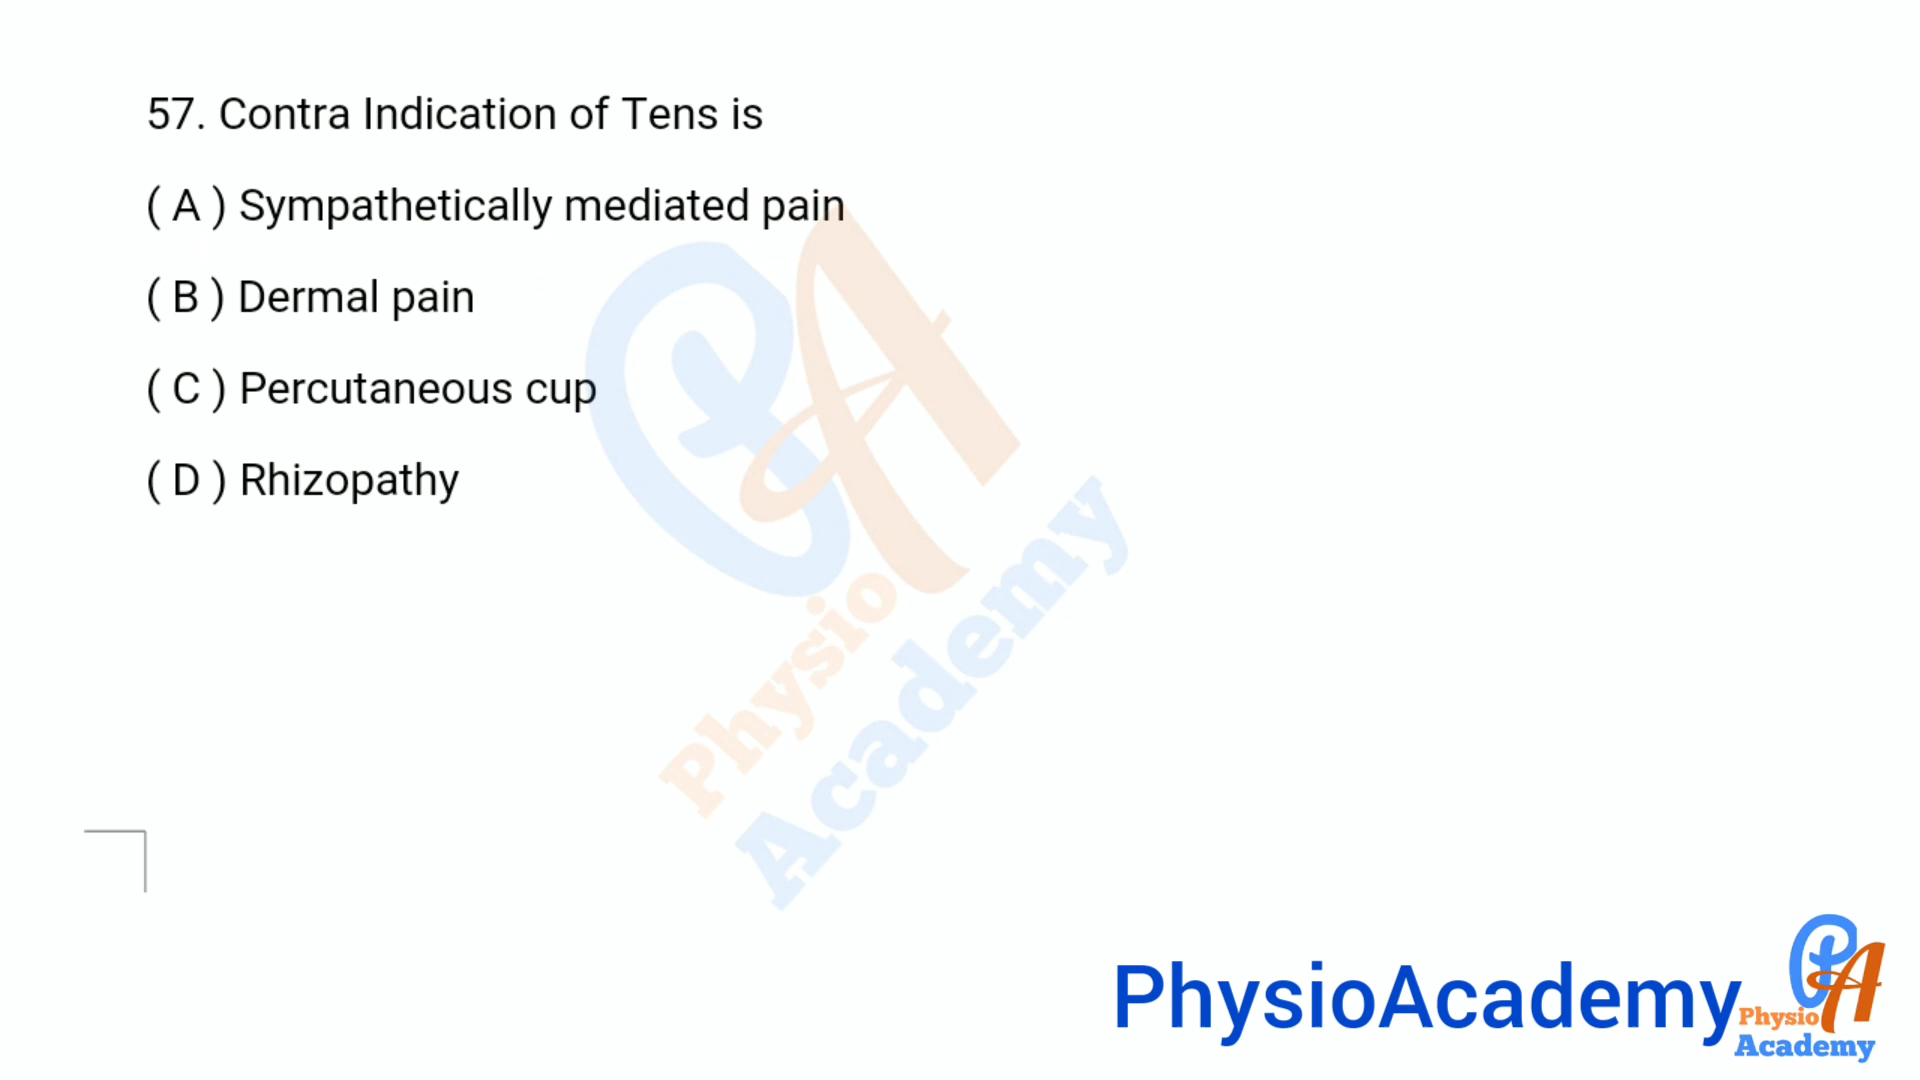 57. Contra Indication of Tens is
( A ) Sympathetically mediated pain
( B ) Dermal pain
( C ) Percutaneous cup
( D ) Rhizopathy
Physio
Academy
PhysioAcademy
Physio
Academy